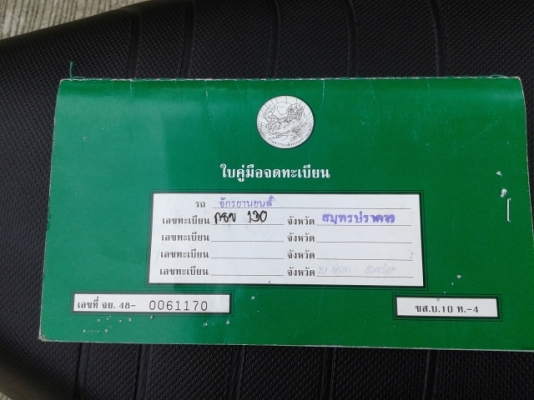 ใบคู่มือจดทะเบียน
รถ จักรยานยนต์
เลขทะเบียน กธข 130 จังหวัด สมุทรปราการ
เลขทะเบียน จังหวัด
เลขทะเบียน จังหวัด
เลขทะเบียน จังหวัด
เลขที่ จย. 48- 0061170
ขส.บ.10 ท.-4